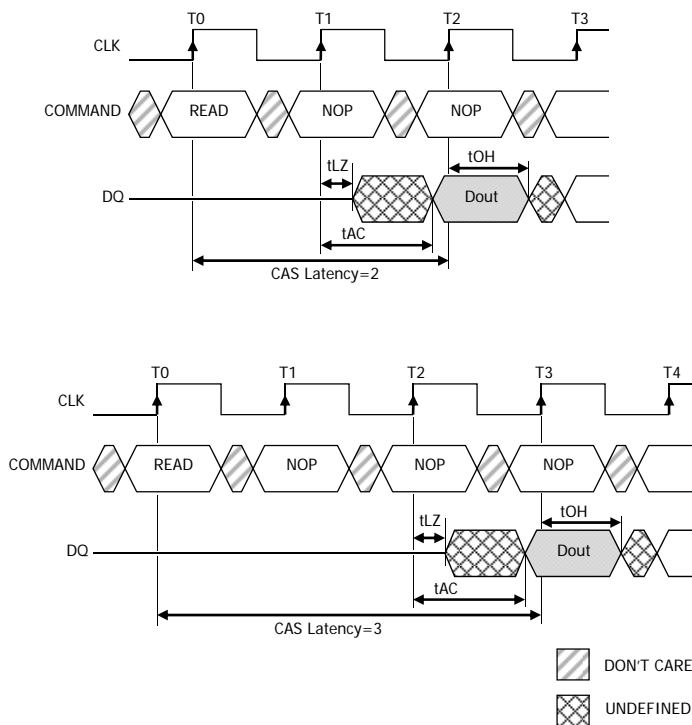 T0 T1 T2 T3
CLK
COMMAND READ NOP NOP
tLZ tOH
DQ Dout
tAC
CAS Latency=2
T0 T1 T2 T3 T4
CLK
COMMAND READ NOP NOP NOP
tLZ tOH
DQ Dout
tAC
CAS Latency=3
DON'T CARE
UNDEFINED